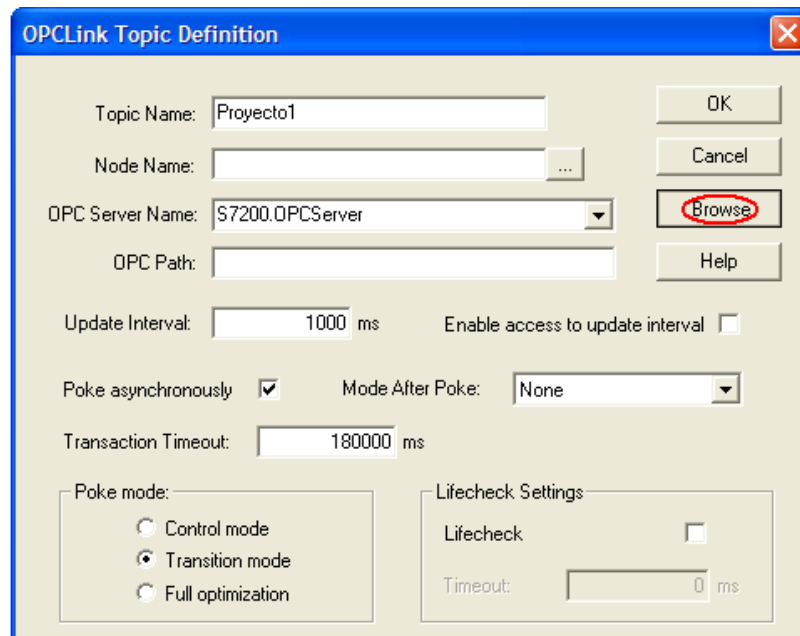 OPCLink Topic Definition
Topic Name: Proyecto1 OK
Node Name: ... Cancel
OPC Server Name: S7200.OPCServer Browse
OPC Path: Help
Update Interval: 1000 ms Enable access to update interval
Poke asynchronously Mode After Poke: None
Transaction Timeout: 180000 ms
Poke mode: Lifecheck Settings
Control mode Lifecheck
Transition mode
Full optimization Timeout: 0 ms